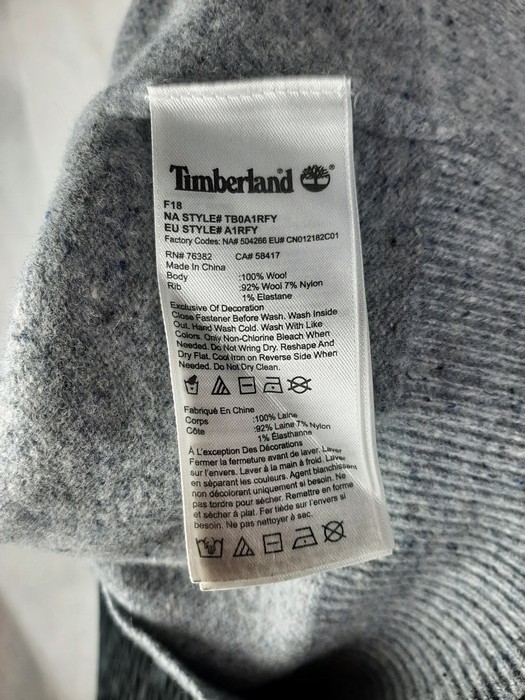 Timberland®
F18
NA STYLE# TB0A1RFY
EU STYLE# A1RFY
Factory Codes: NA# 504266 EU# CN012182C01
RN# 76382 CA# 58417
Made In China
Body :100% Wool
Rib :92% Wool 7% Nylon
1% Elastane
Exclusive Of Decoration
Close Fastener Before Wash. Wash Inside
Out. Hand Wash Cold. Wash With Like
Colors. Only Non-Chlorine Bleach When
Needed. Do Not Wring Dry. Reshape And
Dry Flat. Cool Iron on Reverse Side When
Needed. Do Not Dry Clean.
Fabriqué En Chine
Corps :100% Laine
Côte :92% Laine 7% Nylon
1% Élasthanne
À L'exception Des Décorations
Fermer la fermeture avant de laver. Laver
sur l'envers. Laver à la main à froid. Laver
en séparant les couleurs. Agent blanchissant
non décolorant uniquement si besoin. Ne
pas tordre pour sécher. Remettre en forme
et sécher à plat. Fer tiède sur l'envers si
besoin. Ne pas nettoyer à sec.